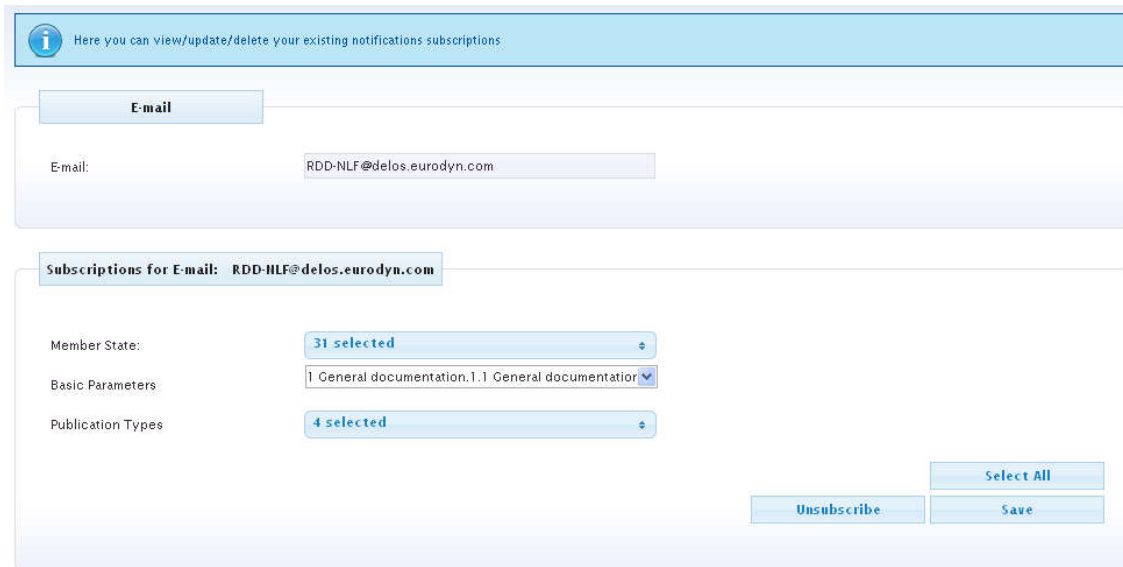 Here you can view/update/delete your existing notifications subscriptions
E-mail
E-mail:
RDD-NLF@delos.eurodyn.com
Subscriptions for E-mail: RDD-NLF@delos.eurodyn.com
Member State:
31 selected
Basic Parameters
1 General documentation.1.1 General documentation
Publication Types
4 selected
Select All
Unsubscribe
Save